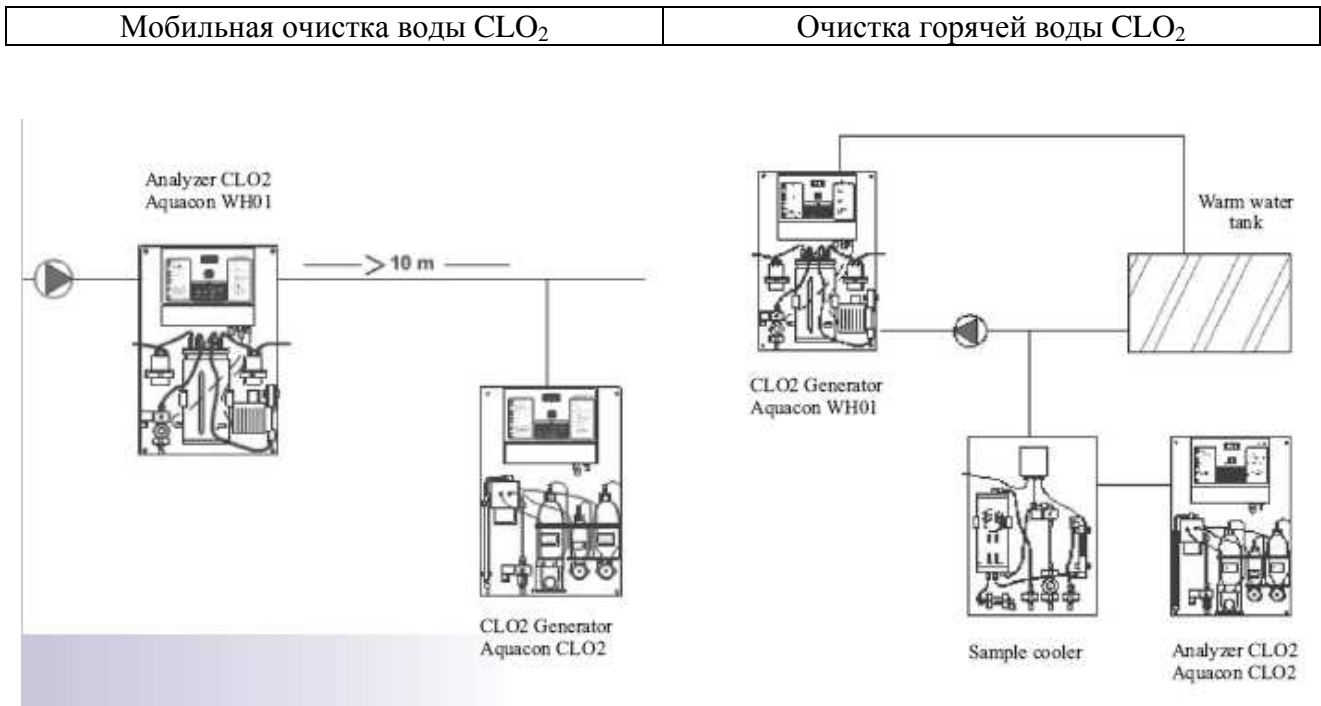 Мобильная очистка воды CLO₂
Очистка горячей воды CLO₂
Analyzer CLO2
Aquacon WH01
> 10 m
CLO2 Generator
Aquacon CLO2
Warm water
tank
CLO2 Generator
Aquacon WH01
Sample cooler
Analyzer CLO2
Aquacon CLO2